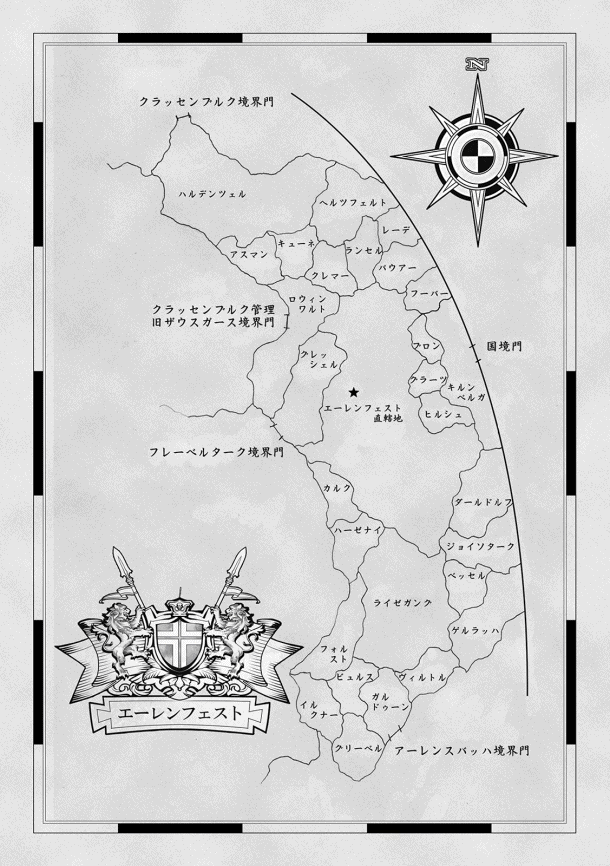 N
クラッセンブルク境界門
ハルデンツェル
ヘルツフェルト
レーデ
キューネ
アスマン
ランセル
バウアー
クレマー
フーバー
ロウィン
ワルト
クラッセンブルク管理
旧ザウスガース境界門
ブロン
国境門
グレッ
シェル
グラーツ
キルン
ベルガ
エーレンフェスト
直轄地
ヒルシュ
フレーベルターク境界門
カルク
ダールドルフ
ハーゼナイ
ジョイソターク
ベッセル
ライゼガング
ゲルラッハ
フォル
スト
ビュルス
ヴィルトル
イル
クナー
ガル
ドゥーン
グリーベル
アーレンスバッハ境界門
エーレンフェスト